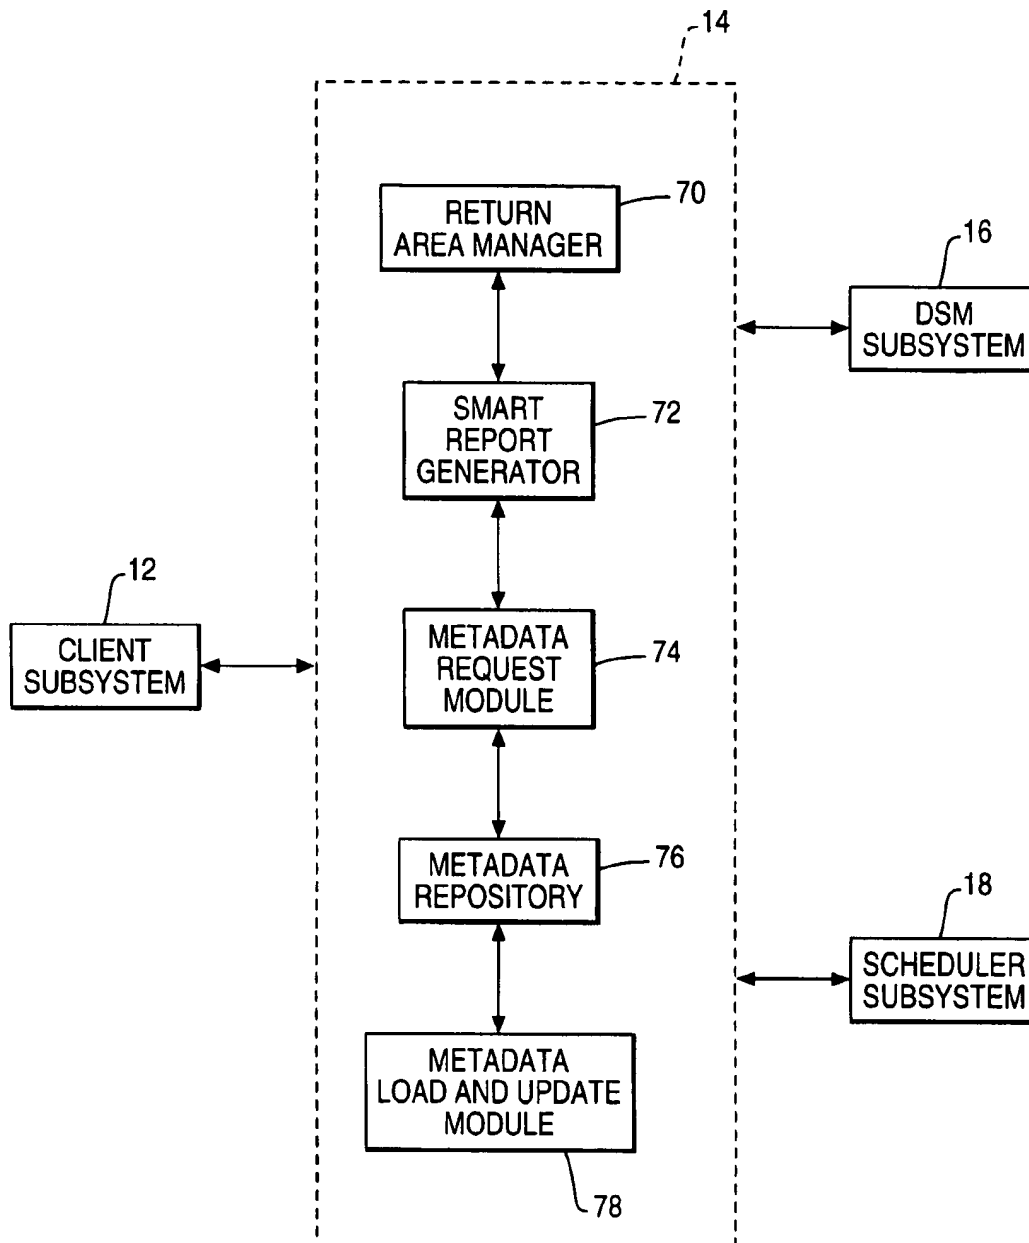 14
RETURN
AREA MANAGER
70
16
DSM
SUBSYSTEM
SMART
REPORT
GENERATOR
72
12
CLIENT
SUBSYSTEM
METADATA
REQUEST
MODULE
74
METADATA
REPOSITORY
76
18
SCHEDULER
SUBSYSTEM
METADATA
LOAD AND UPDATE
MODULE
78